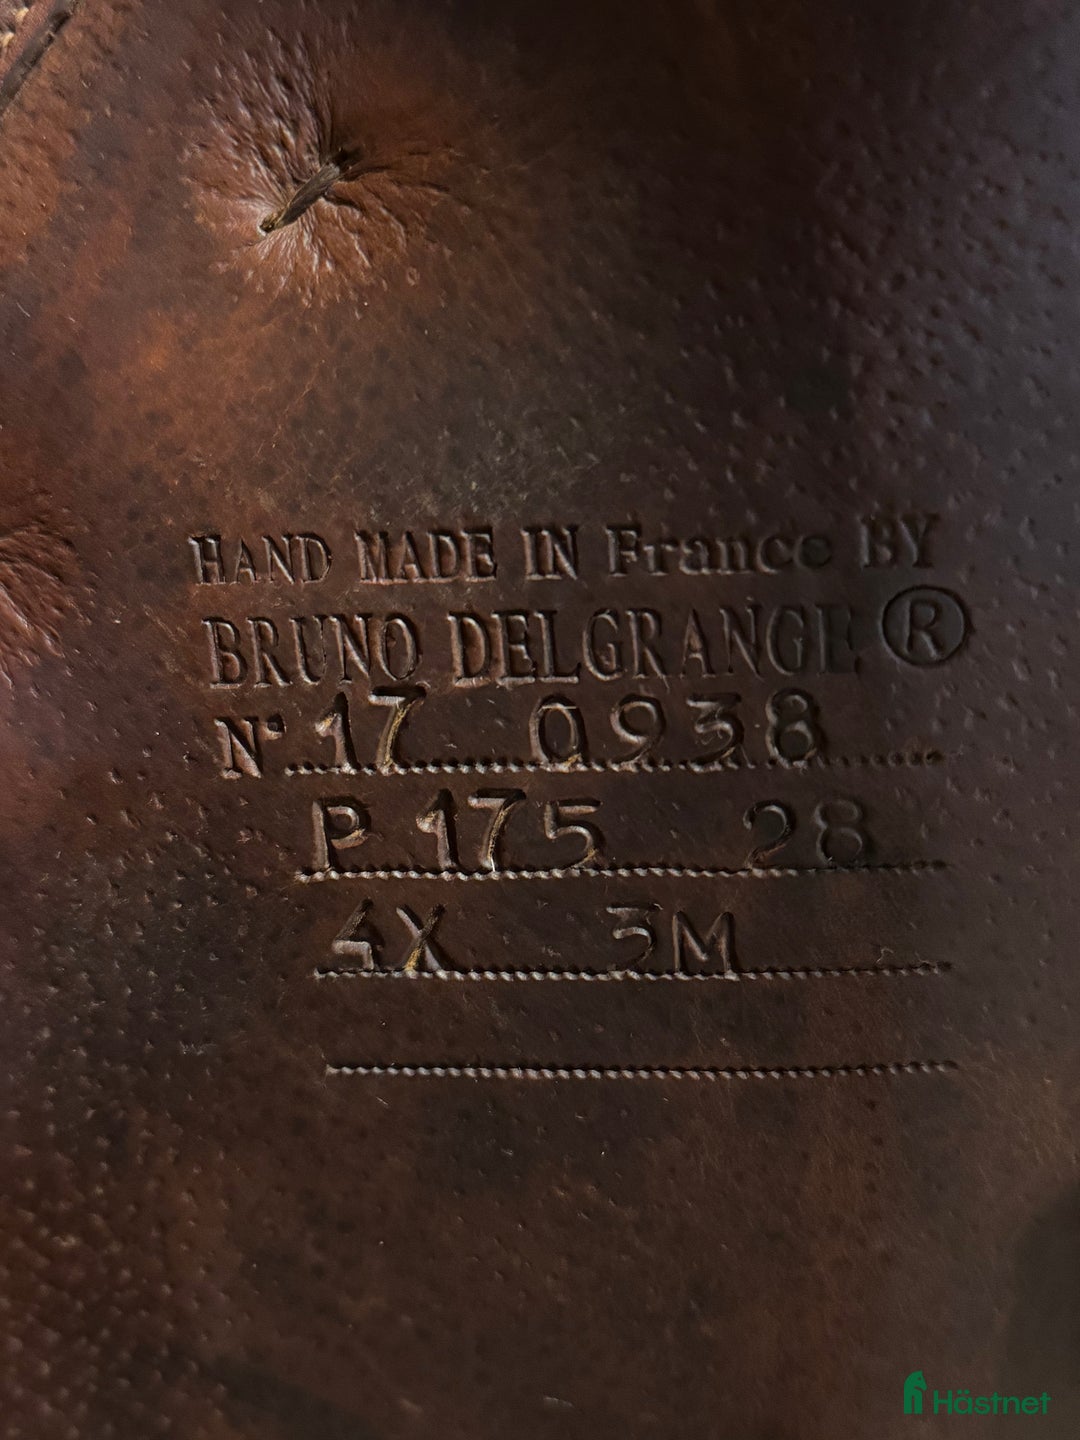 HAND MADE IN France BY
BRUNO DELGRANGE ®
N° 17 0938
P 175 28
4X 3M
Hästnet